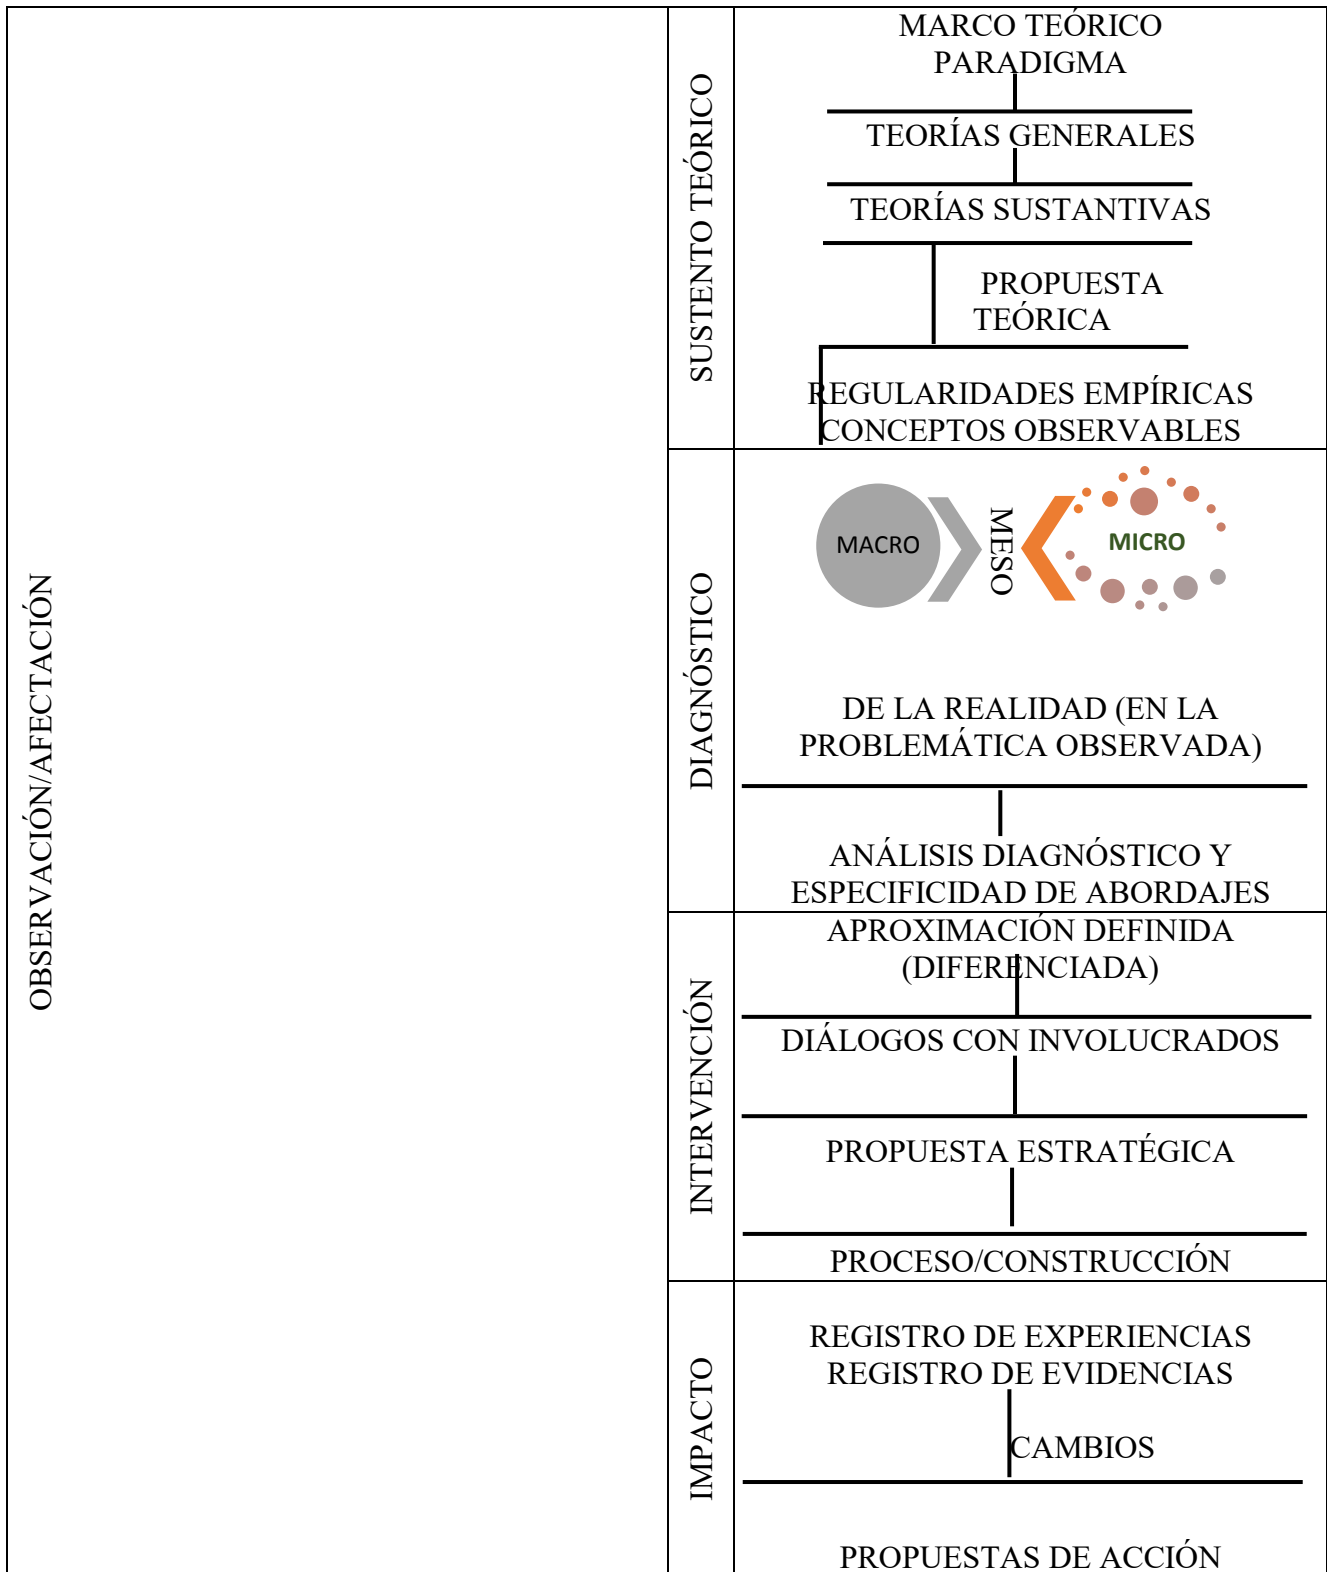 OBSERVACIÓN/AFECTACIÓN
SUSTENTO TEÓRICO
MARCO TEÓRICO
PARADIGMA
TEORÍAS GENERALES
TEORÍAS SUSTANTIVAS
PROPUESTA
TEÓRICA
REGULARIDADES EMPÍRICAS
CONCEPTOS OBSERVABLES
DIAGNÓSTICO
MACRO
MESO
MICRO
DE LA REALIDAD (EN LA
PROBLEMÁTICA OBSERVADA)
ANÁLISIS DIAGNÓSTICO Y
ESPECIFICIDAD DE ABORDAJES
INTERVENCIÓN
APROXIMACIÓN DEFINIDA
(DIFERENCIADA)
DIÁLOGOS CON INVOLUCRADOS
PROPUESTA ESTRATÉGICA
PROCESO/CONSTRUCCIÓN
IMPACTO
REGISTRO DE EXPERIENCIAS
REGISTRO DE EVIDENCIAS
CAMBIOS
PROPUESTAS DE ACCIÓN